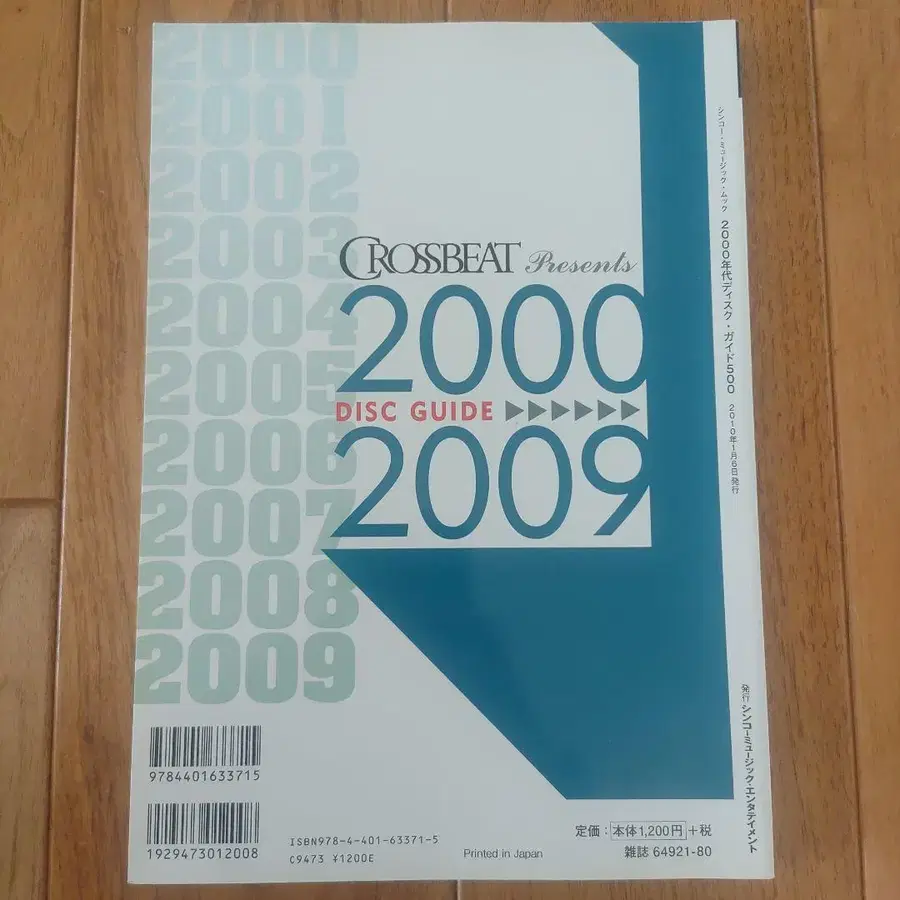 2000
2001
2002
2003
2004
2005
2006
2007
2008
2009
CROSSBEAT Presents
2000
DISC GUIDE ▶▶▶▶▶▶
2009
シンコー・ミュージック・ムック 2000年代ディスク・ガイド500 2010年1月6日発行
発行 シンコーミュージック・エンタテイメント
9784401633715
1929473012008
ISBN978-4-401-63371-5
C9473 ¥1200E
Printed in Japan
定価：本体1,200円+税
雑誌 64921-80